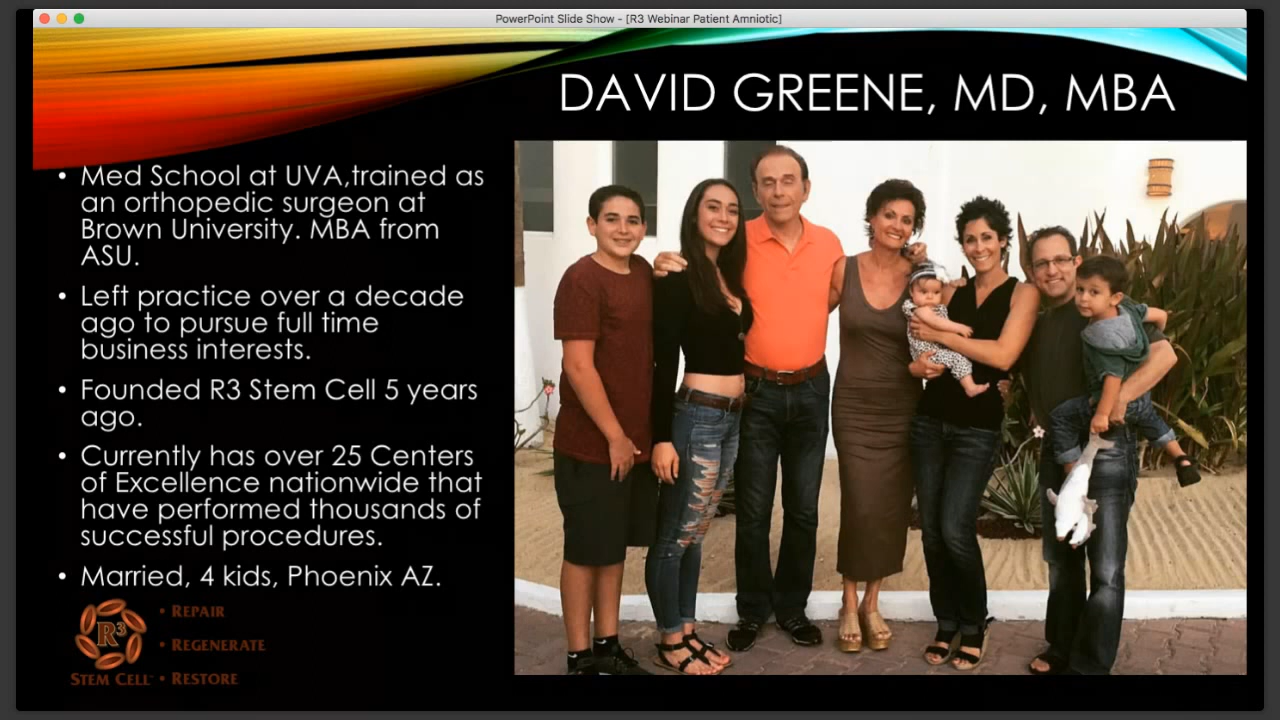 PowerPoint Slide Show - [R3 Webinar Patient Amniotic]
DAVID GREENE, MD, MBA
• Med School at UVA,trained as
an orthopedic surgeon at
Brown University. MBA from
ASU.
• Left practice over a decade
ago to pursue full time
business interests.
• Founded R3 Stem Cell 5 years
ago.
• Currently has over 25 Centers
of Excellence nationwide that
have performed thousands of
successful procedures.
• Married, 4 kids, Phoenix AZ.
R3
STEM CELL
• REPAIR
• REGENERATE
• RESTORE